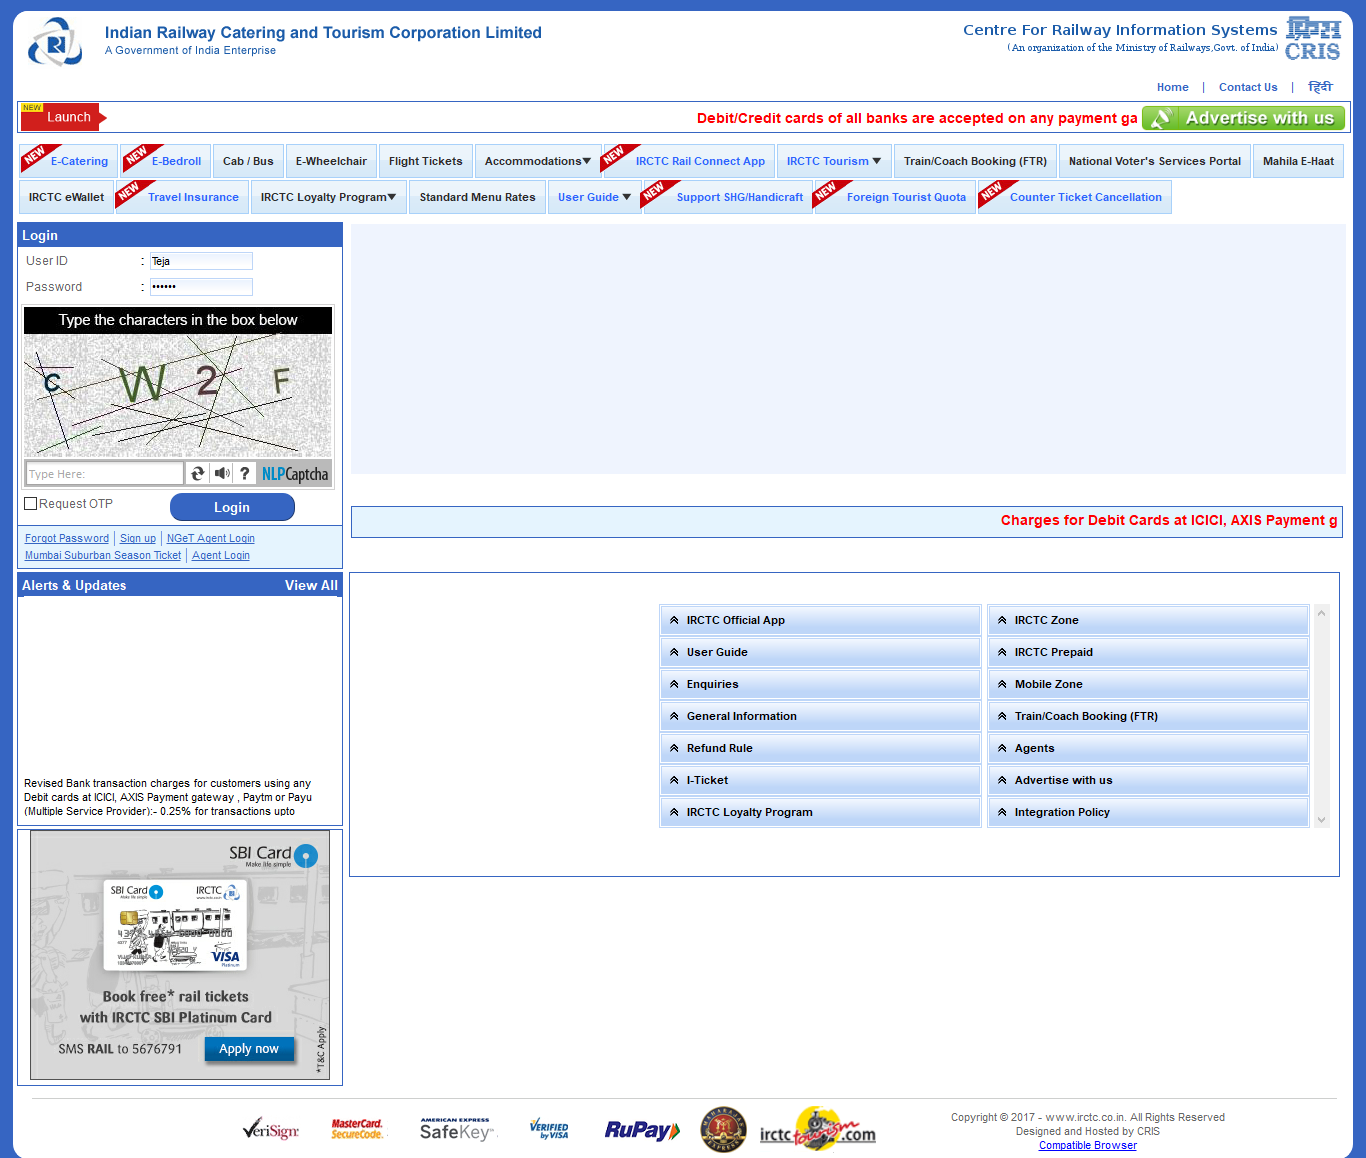 Indian Railway Catering and Tourism Corporation Limited
A Government of India Enterprise
Centre For Railway Information Systems
(An organization of the Ministry of Railways,Govt. of India)
CRIS
Home | Contact Us | हिंदी
NEW
Launch
Debit/Credit cards of all banks are accepted on any payment ga
Advertise with us
NEW E-Catering NEW E-Bedroll Cab / Bus E-Wheelchair Flight Tickets Accommodations NEW IRCTC Rail Connect App IRCTC Tourism Train/Coach Booking (FTR) National Voter's Services Portal Mahila E-Haat
IRCTC eWallet NEW Travel Insurance IRCTC Loyalty Program Standard Menu Rates User Guide NEW Support SHG/Handicraft NEW Foreign Tourist Quota NEW Counter Ticket Cancellation
Login
User ID : Teja
Password : ••••••
Type the characters in the box below
C W 2 F
Type Here:
? NLPCaptcha
Request OTP
Login
Forgot Password | Sign up | NGeT Agent Login
Mumbai Suburban Season Ticket | Agent Login
Charges for Debit Cards at ICICI, AXIS Payment g
Alerts & Updates View All
Revised Bank transaction charges for customers using any
Debit cards at ICICI, AXIS Payment gateway , Paytm or Payu
(Multiple Service Provider):- 0.25% for transactions upto
IRCTC Official App
User Guide
Enquiries
General Information
Refund Rule
I-Ticket
IRCTC Loyalty Program
IRCTC Zone
IRCTC Prepaid
Mobile Zone
Train/Coach Booking (FTR)
Agents
Advertise with us
Integration Policy
SBI Card
Make life simple
SBI Card
Make life simple
IRCTC
VISA
Platinum
Book free* rail tickets
with IRCTC SBI Platinum Card
SMS RAIL to 5676791
Apply now
*T&C Apply
VeriSign
MasterCard.
SecureCode.
AMERICAN EXPRESS
SafeKey
VERIFIED
by VISA
RuPay
irctc tourism .com
Copyright © 2017 - www.irctc.co.in. All Rights Reserved
Designed and Hosted by CRIS
Compatible Browser